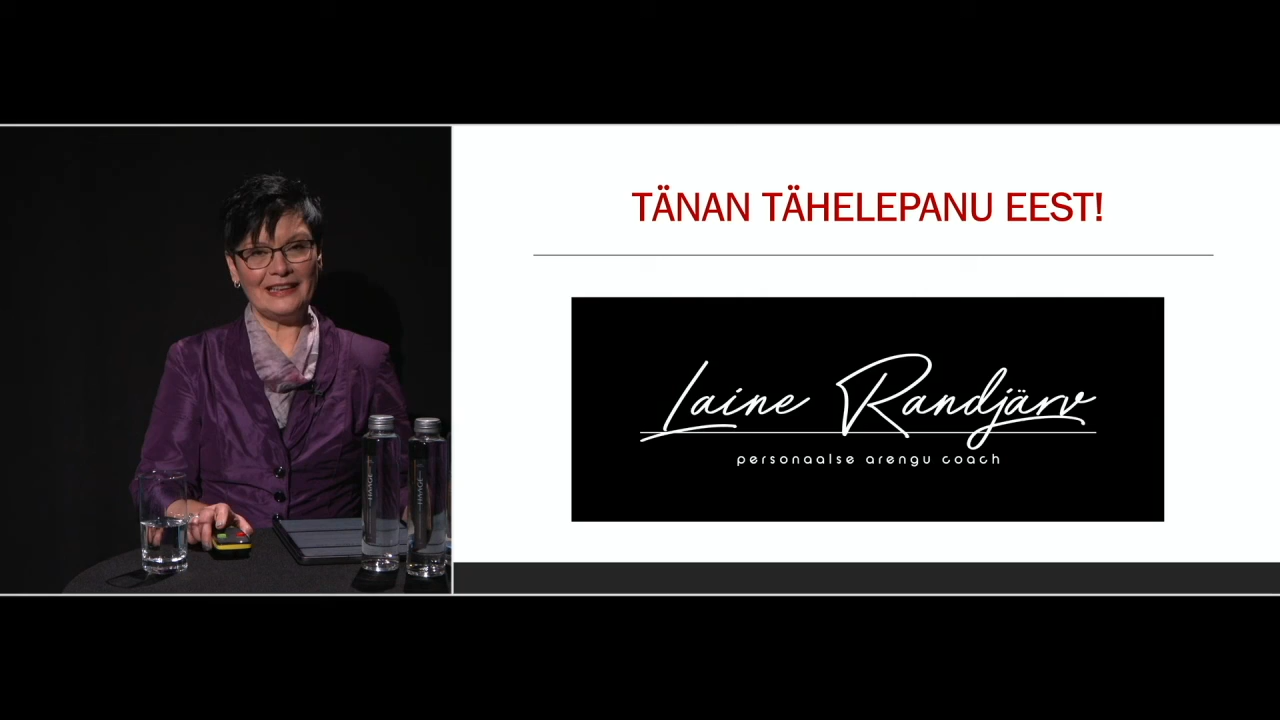 TÄNAN TÄHELEPANU EEST!
Laine Randjärv
personaalse arengu coach